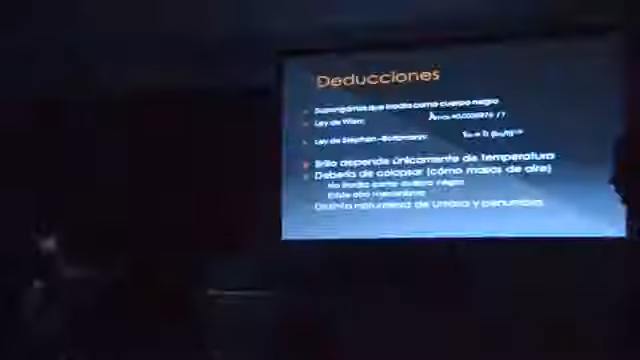 Deducciones
Supongamos que irradia como cuerpo negro
Ley de Wien:
Ley de Stephan-Boltzmann:
Brillo depende únicamente de temperatura
Debería de colapsar (cómo masas de aire)
No irradia como cuerpo negro
Existe otro mecanismo
Distinta naturaleza de umbra y penumbra